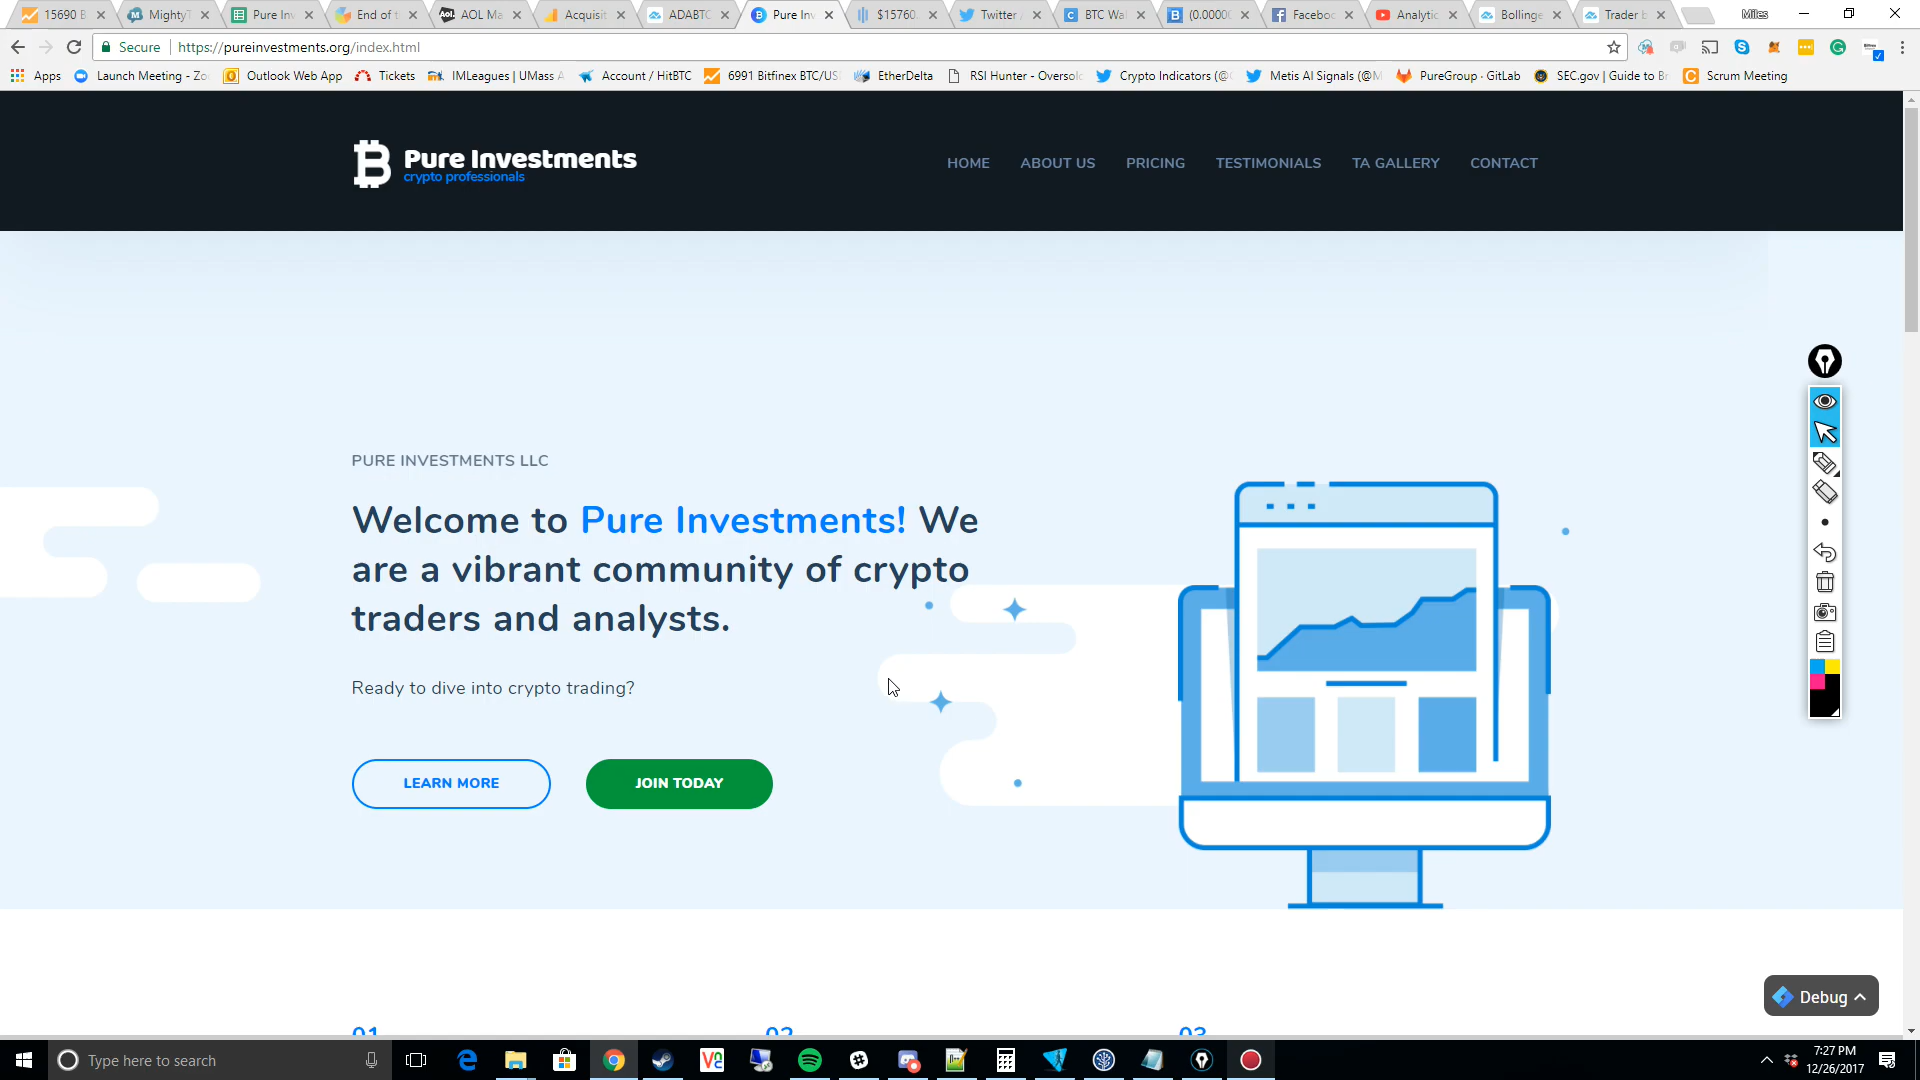 15690 B
MightyT
Pure Inv
End of t
AOL Ma
Acquisit
ADABTC
Pure Inv
$15760.
Twitter
BTC Wal
(0.0000
Faceboo
Analytic
Bollinge
Trader b
Miles
Secure
https://pureinvestments.org/index.html
Apps
Launch Meeting - Zo
Outlook Web App
Tickets
IMLeagues | UMass A
Account / HitBTC
6991 Bitfinex BTC/US
EtherDelta
RSI Hunter - Overso
Crypto Indicators (@
Metis AI Signals (@M
PureGroup · GitLab
SEC.gov | Guide to Br
Scrum Meeting
Pure Investments
crypto professionals
HOME
ABOUT US
PRICING
TESTIMONIALS
TA GALLERY
CONTACT
PURE INVESTMENTS LLC
Welcome to Pure Investments! We
are a vibrant community of crypto
traders and analysts.
Ready to dive into crypto trading?
LEARN MORE
JOIN TODAY
01
02
03
Debug
Type here to search
7:27 PM
12/26/2017